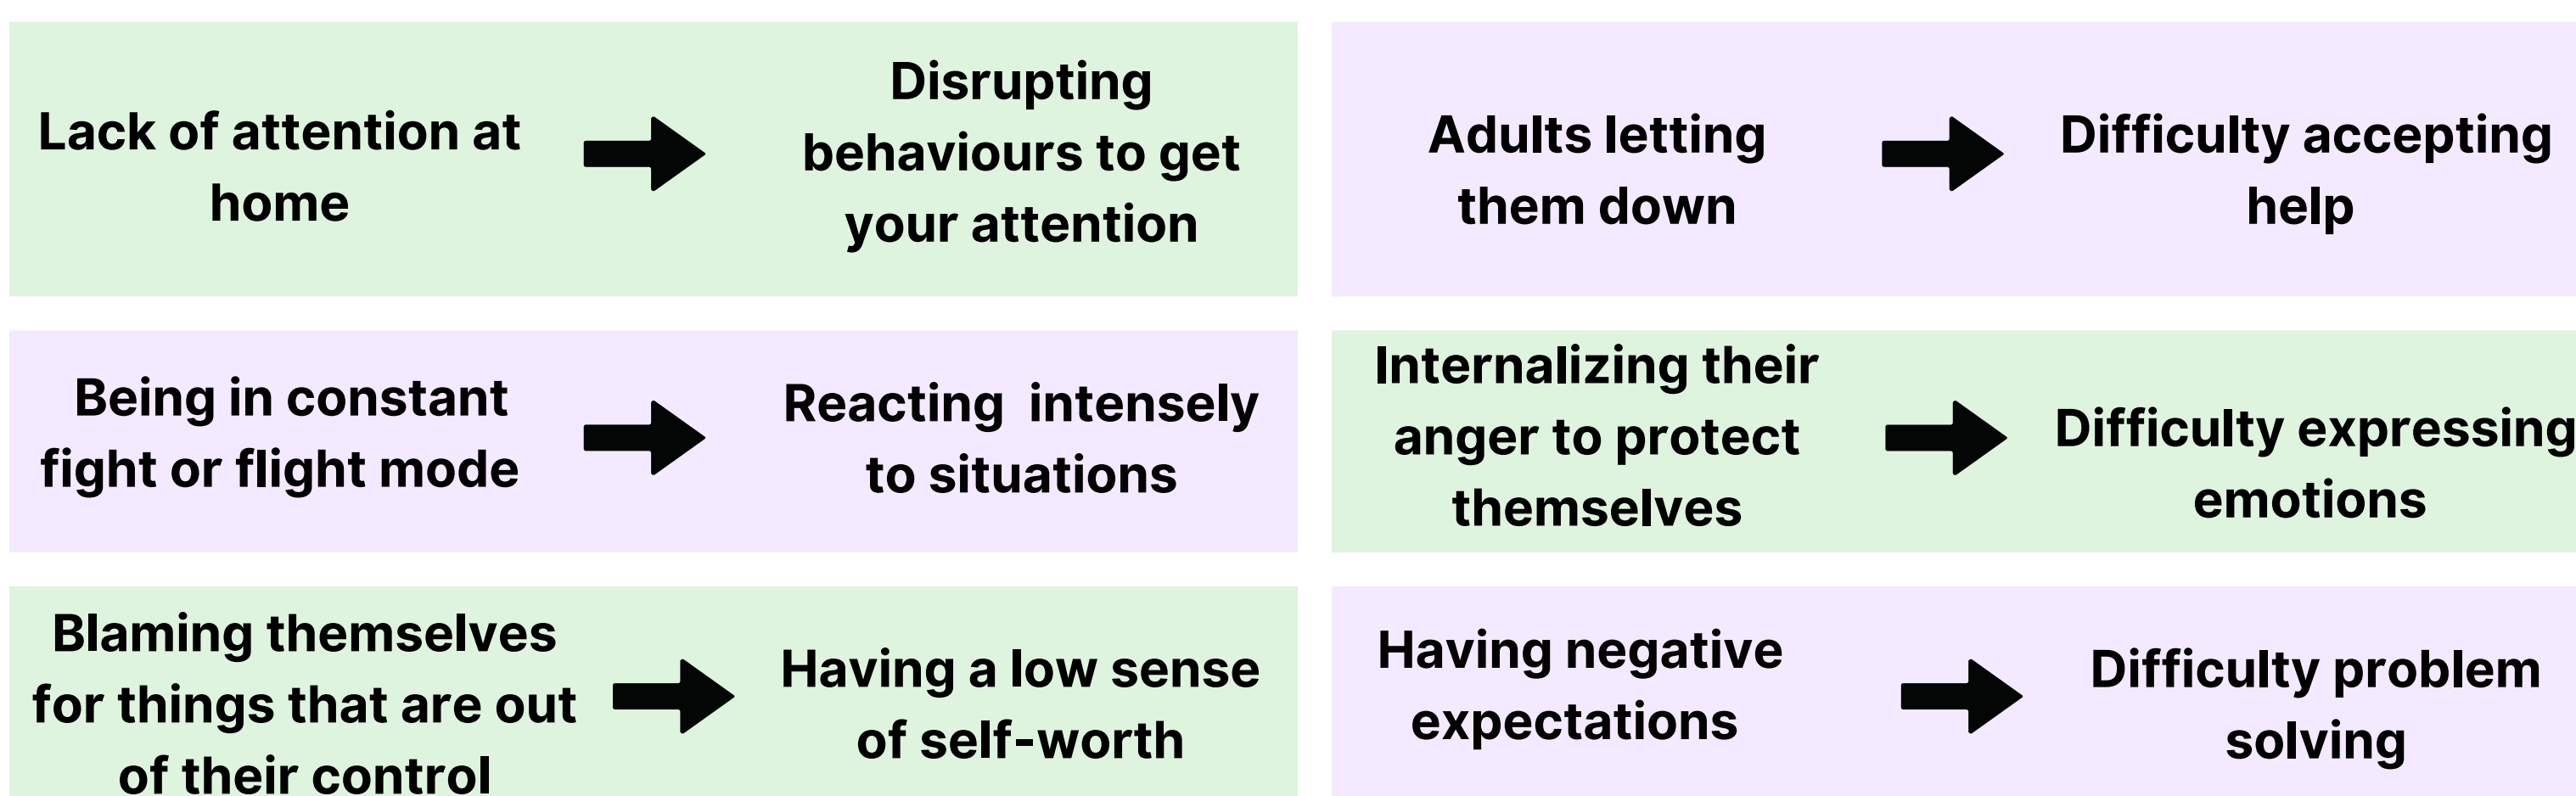 Lack of attention at
home
Disrupting
behaviours to get
your attention
Adults letting
them down
Difficulty accepting
help
Being in constant
fight or flight mode
Reacting  intensely
to situations
Internalizing their
anger to protect
themselves
Difficulty expressing
emotions
Blaming themselves
for things that are out
of their control
Having a low sense
of self-worth
Having negative
expectations
Difficulty problem
solving